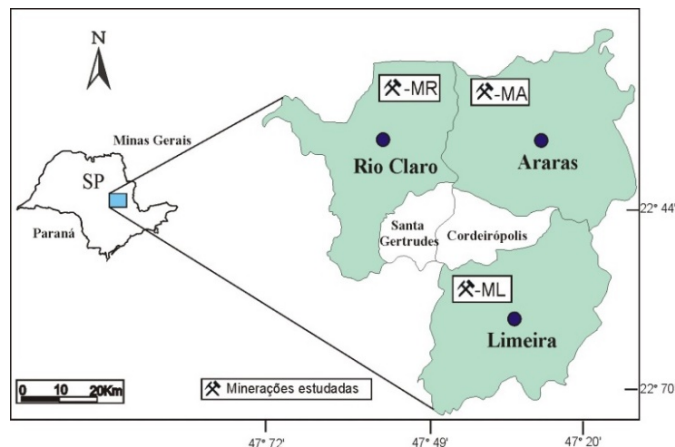 N
Minas Gerais
SP
Paraná
-MR
-MA
Rio Claro
Araras
Santa
Gertrudes
Cordeirópolis
22° 44'
-ML
Limeira
0 10 20Km
Minerações estudadas
22° 70'
47° 72' 47° 49' 47° 20'